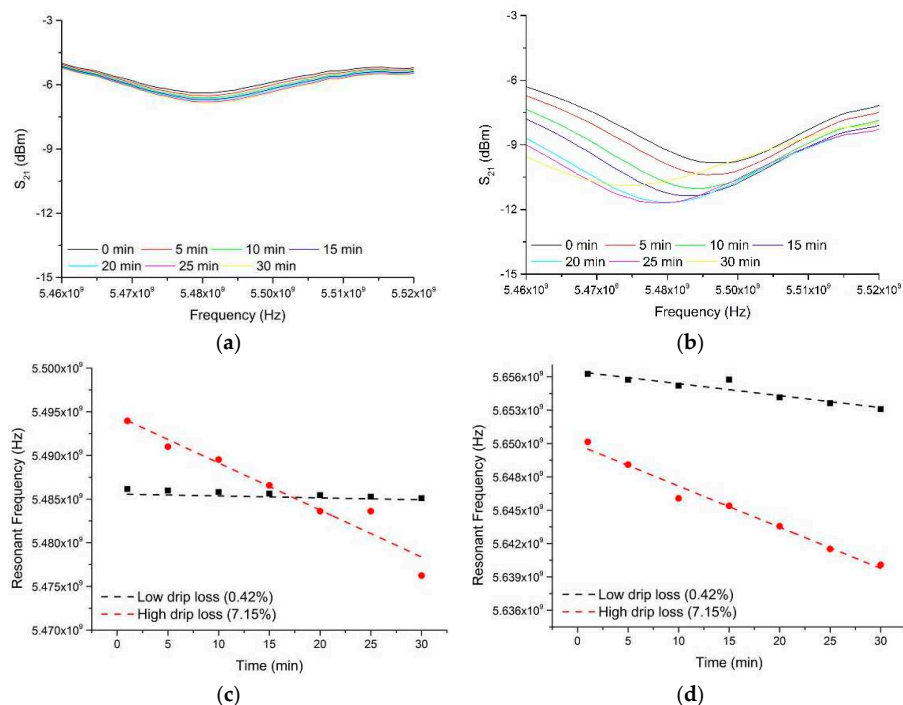 -3
-6
-9
-12
-15
S21 (dBm)
0 min 5 min 10 min 15 min
20 min 25 min 30 min
5.46x10⁹ 5.47x10⁹ 5.48x10⁹ 5.50x10⁹ 5.51x10⁹ 5.52x10⁹
Frequency (Hz)
(a)
-3
-6
-9
-12
-15
S21 (dBm)
0 min 5 min 10 min 15 min
20 min 25 min 30 min
5.46x10⁹ 5.47x10⁹ 5.48x10⁹ 5.50x10⁹ 5.51x10⁹ 5.52x10⁹
Frequency (Hz)
(b)
5.500x10⁹
5.495x10⁹
5.490x10⁹
5.485x10⁹
5.480x10⁹
5.475x10⁹
5.470x10⁹
Resonant Frequency (Hz)
Low drip loss (0.42%)
High drip loss (7.15%)
0 5 10 15 20 25 30
Time (min)
(c)
5.656x10⁹
5.653x10⁹
5.650x10⁹
5.648x10⁹
5.645x10⁹
5.642x10⁹
5.639x10⁹
5.636x10⁹
Resonant Frequency (Hz)
Low drip loss (0.42%)
High drip loss (7.15%)
0 5 10 15 20 25 30
Time (min)
(d)